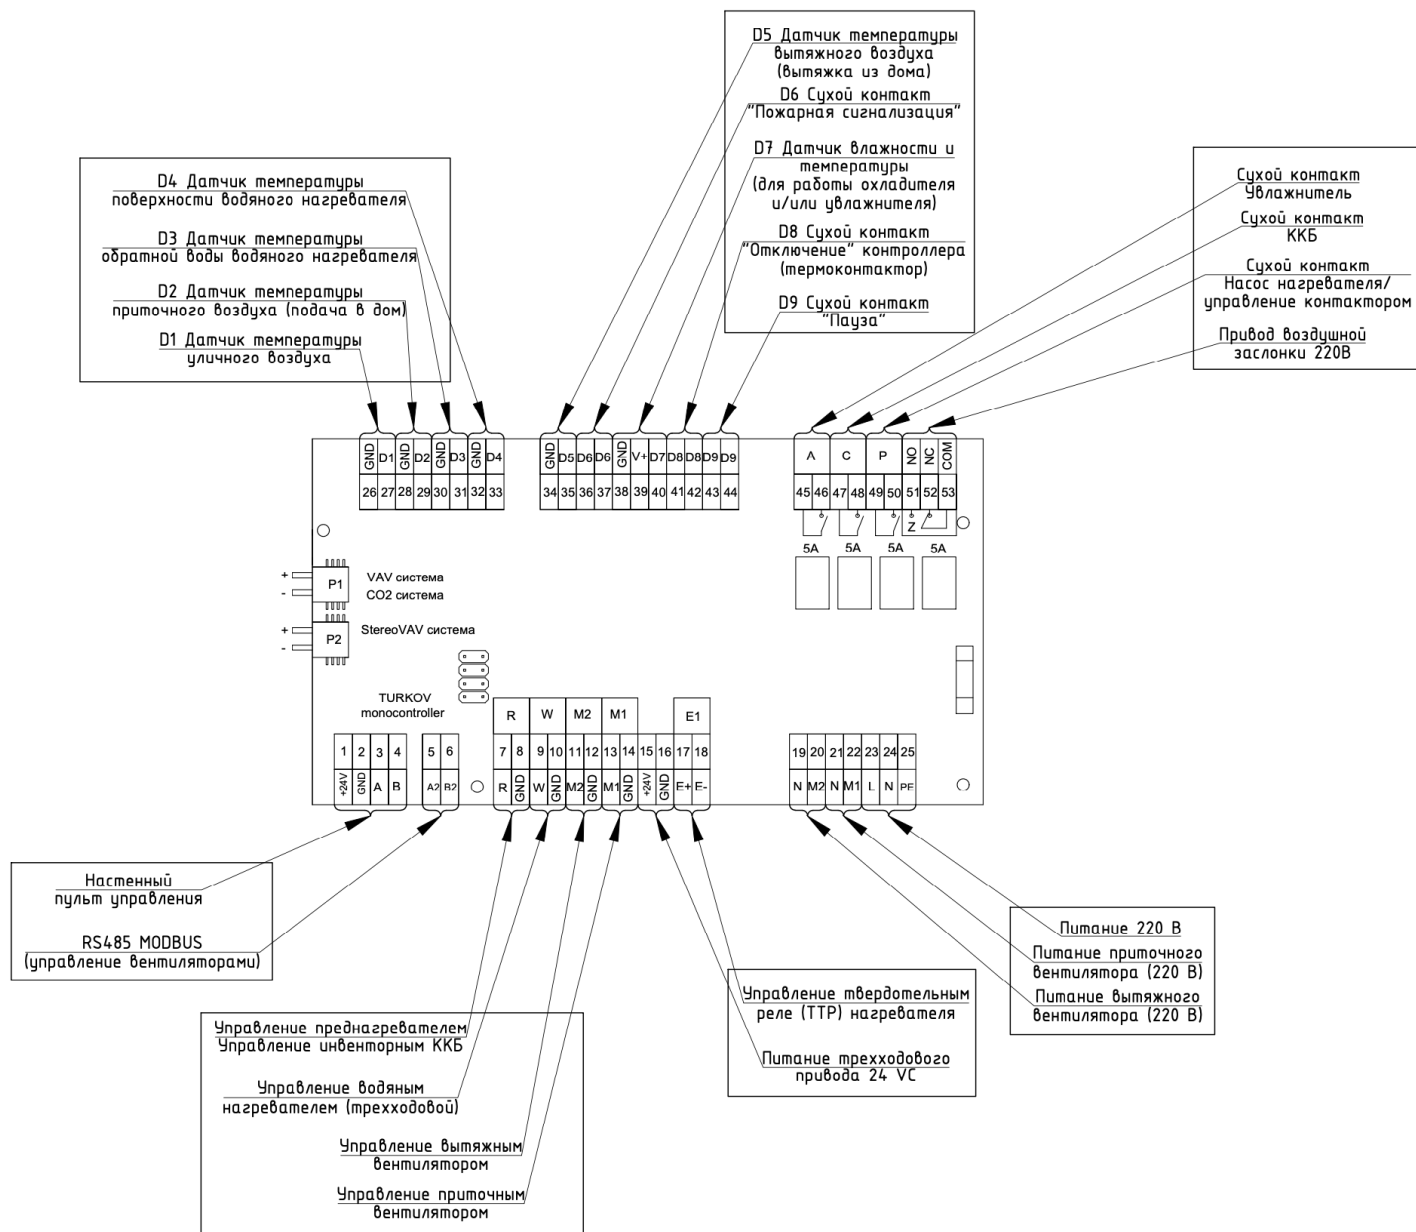 D5 Датчик температуры
вытяжного воздуха
(вытяжка из дома)
D6 Сухой контакт
"Пожарная сигнализация"
D7 Датчик влажности и
температуры
(для работы охладителя
и/или увлажнителя)
D8 Сухой контакт
"Отключение" контроллера
(термоконтактор)
D9 Сухой контакт
"Пауза"
D4 Датчик температуры
поверхности водяного нагревателя
D3 Датчик температуры
обратной воды водяного нагревателя
D2 Датчик температуры
приточного воздуха (подача в дом)
D1 Датчик температуры
уличного воздуха
Сухой контакт
Увлажнитель
Сухой контакт
ККБ
Сухой контакт
Насос нагревателя/
управление контактором
Привод воздушной
заслонки 220В
GND D1 GND D2 GND D3 GND D4
26 27 28 29 30 31 32 33
GND D5 D6 D6 GND V+ D7 D8 D8 D9 D9
34 35 36 37 38 39 40 41 42 43 44
Λ C P NO NC COM
45 46 47 48 49 50 51 52 53
Z
5A 5A 5A 5A
+ P1 VAV система
- CO2 система
+ P2 StereoVAV система
-
TURKOV
monocontroller
R W M2 M1 E1
1 2 3 4 5 6 7 8 9 10 11 12 13 14 15 16 17 18 19 20 21 22 23 24 25
+24V GND A B A2 B2 R GND W GND M2 GND M1 GND +24V GND E+ E- N M2 N M1 L N PE
Настенный
пульт управления
RS485 MODBUS
(управление вентиляторами)
Управление преднагревателем
Управление инвенторным ККБ
Управление водяным
нагревателем (трехходовой)
Управление вытяжным
вентилятором
Управление приточным
вентилятором
Управление твердотельным
реле (ТТР) нагревателя
Питание трехходового
привода 24 VC
Питание 220 В
Питание приточного
вентилятора (220 В)
Питание вытяжного
вентилятора (220 В)